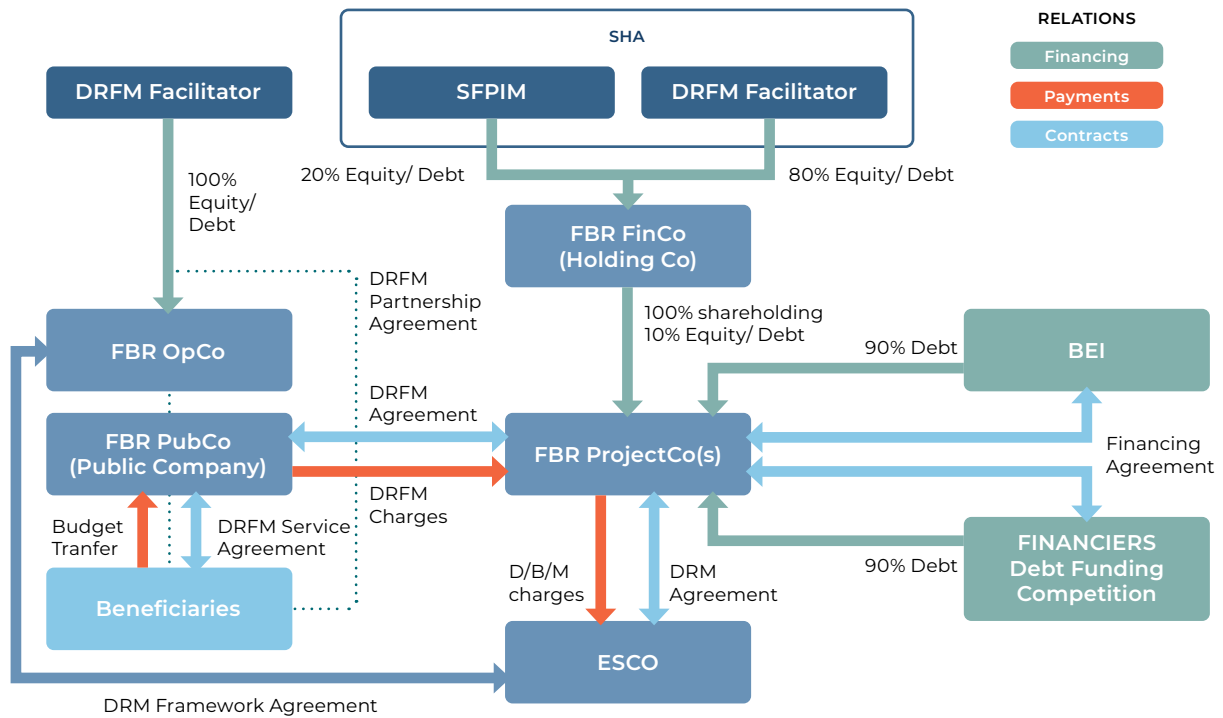 RELATIONS
Financing
Payments
Contracts
SHA
DRFM Facilitator
SFPIM
DRFM Facilitator
100%
Equity/
Debt
20% Equity/ Debt
80% Equity/ Debt
FBR FinCo
(Holding Co)
DRFM
Partnership
Agreement
100% shareholding
10% Equity/ Debt
FBR OpCo
90% Debt
BEI
DRFM
Agreement
FBR PubCo
(Public Company)
FBR ProjectCo(s)
Financing
Agreement
DRFM
Charges
Budget
Tranfer
DRFM Service
Agreement
90% Debt
FINANCIERS
Debt Funding
Competition
Beneficiaries
D/B/M
charges
DRM
Agreement
ESCO
DRM Framework Agreement